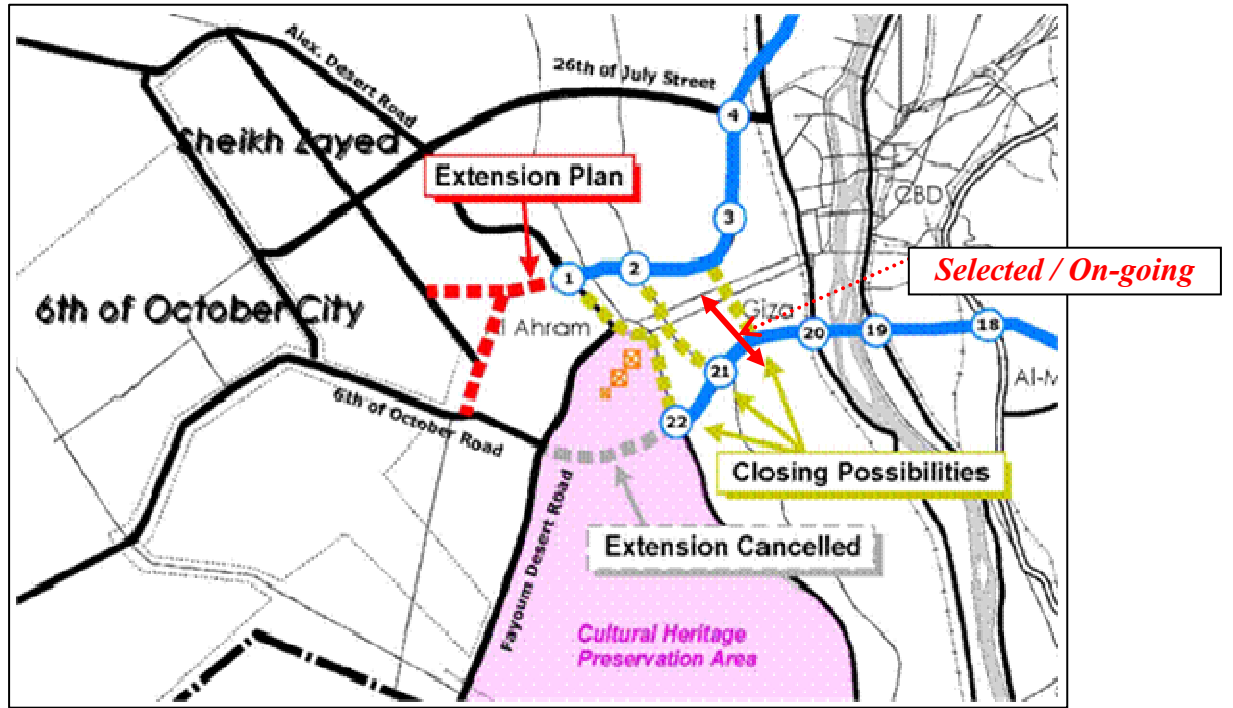 Alex. Desert Road
26th of July Street
Sheikh Zayed
4
Extension Plan
CBD
3
Selected / On-going
1
2
6th of October City
l Ahram
Giza
20
19
18
21
Al-M
6th of October Road
22
Closing Possibilities
Fayoum Desert Road
Extension Cancelled
Cultural Heritage
Preservation Area